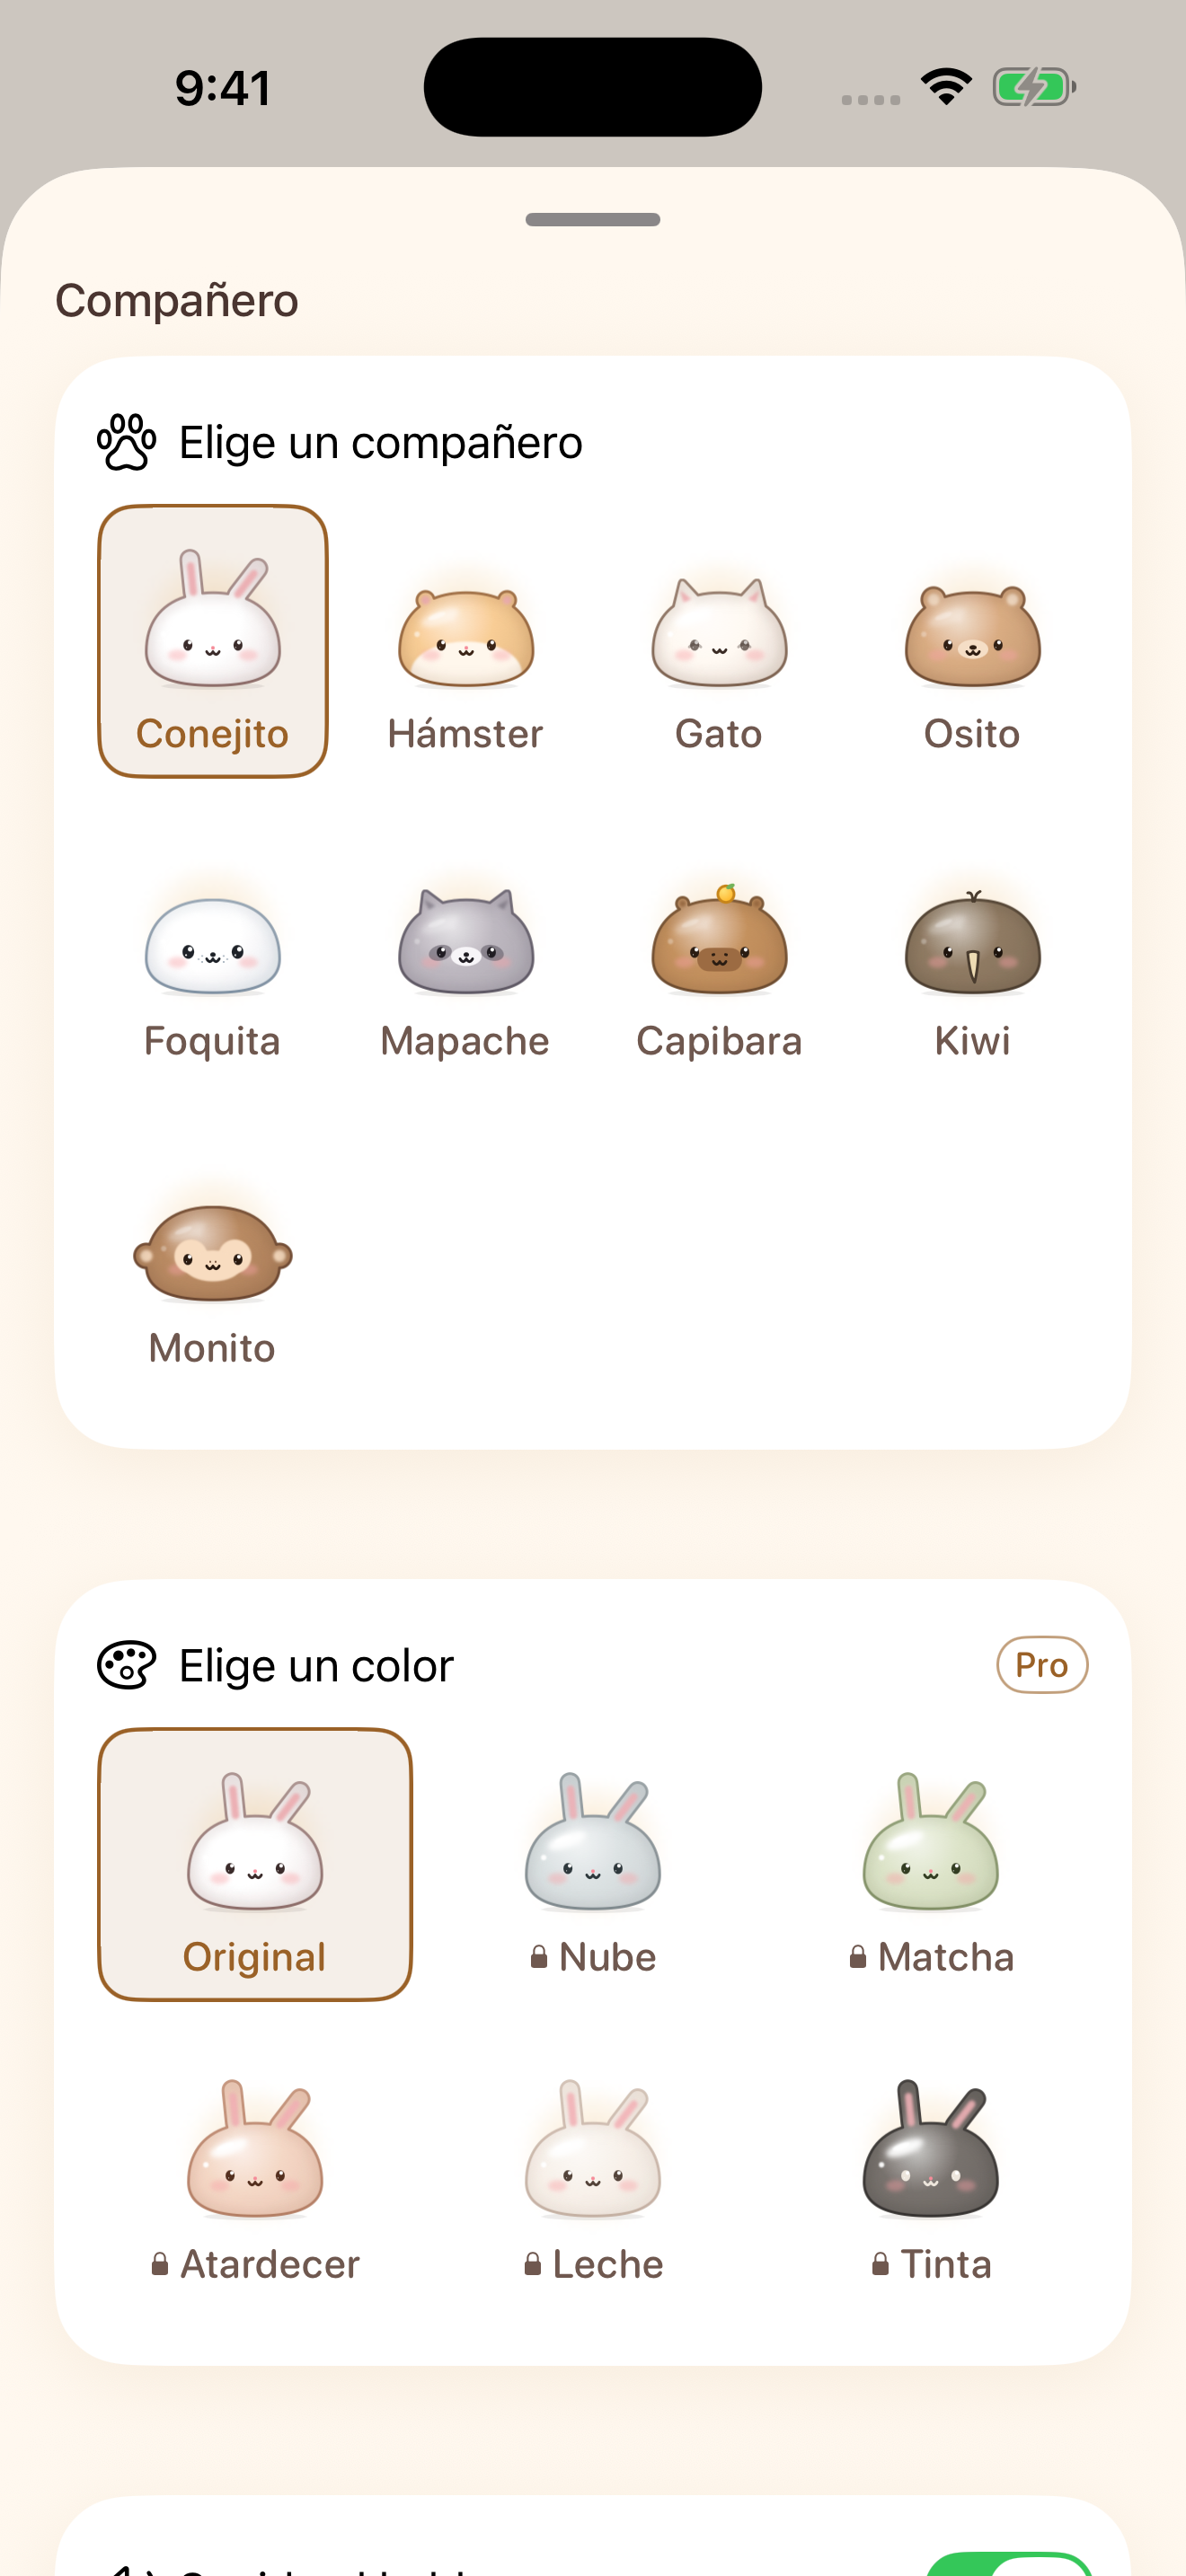 9:41
Compañero
Elige un compañero
Conejito
Hámster
Gato
Osito
Foquita
Mapache
Capibara
Kiwi
Monito
Elige un color
Pro
Original
Nube
Matcha
Atardecer
Leche
Tinta